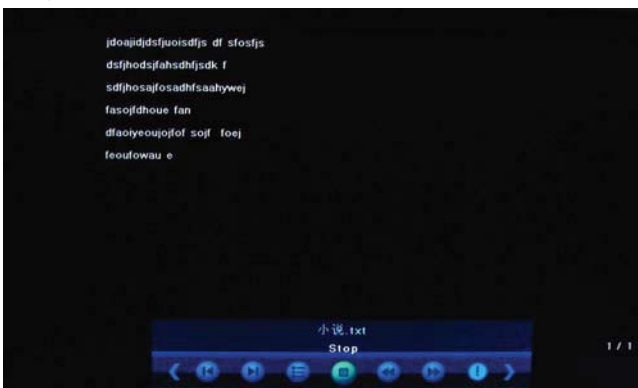 jdoajidjdsfjuoisdfjs df sfosfjs
dsfjhodsjfahsdhfjsdk f
sdfjhosajfosadhfsaahywej
fasojfdhoue fan
dfaoiyeoujojfof sojf foej
feoufowau e
小说.txt
Stop
1 / 1